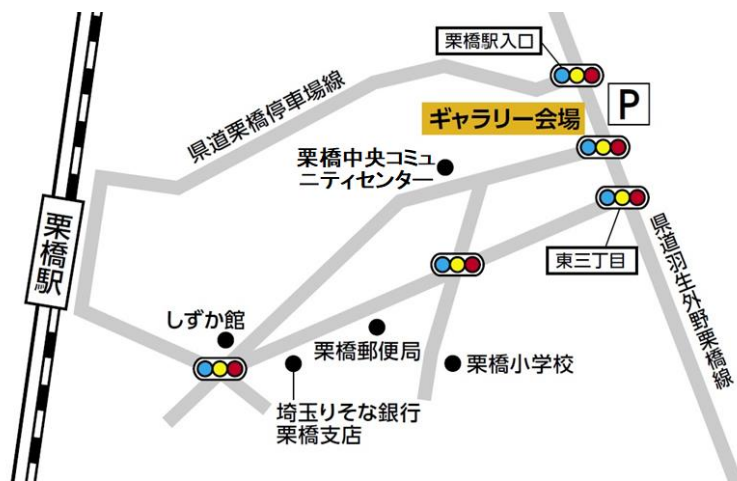 栗橋駅入口
P
ギャラリー会場
県道栗橋停車場線
栗橋中央コミュ
ニティセンター
栗橋駅
東三丁目
県道羽生外野栗橋線
しずか館
栗橋郵便局
栗橋小学校
埼玉りそな銀行
栗橋支店